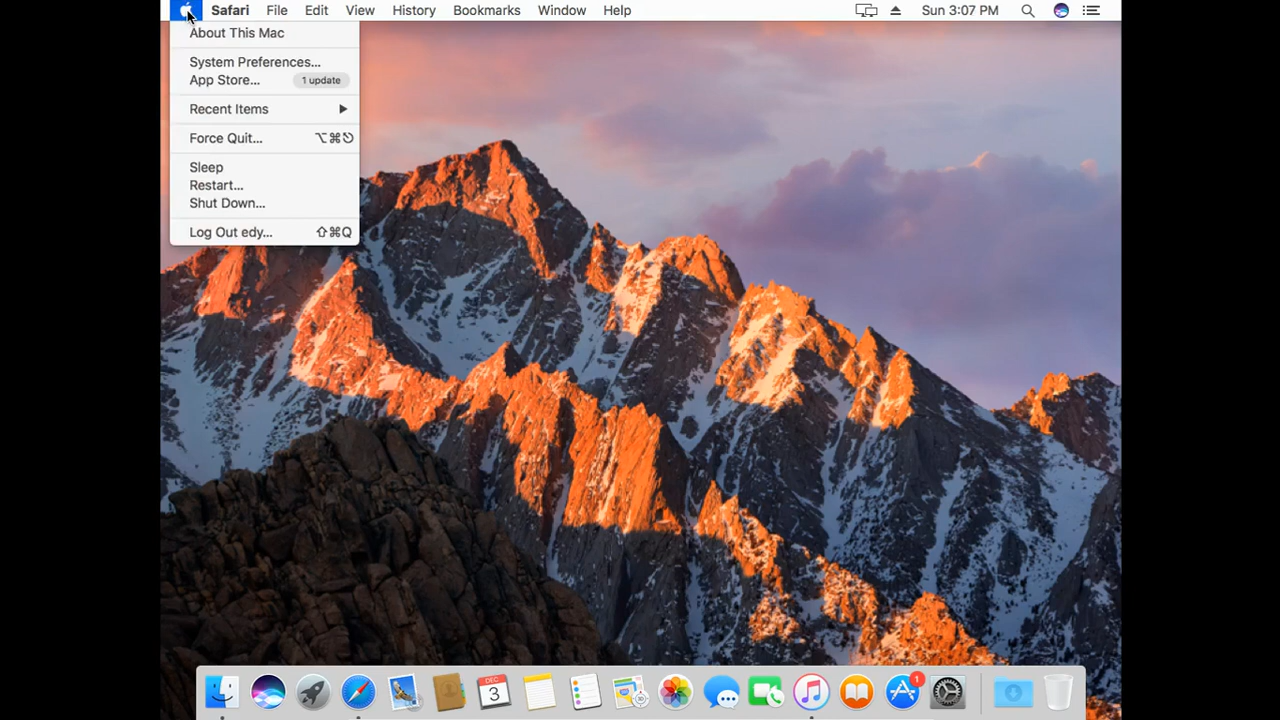 Safari File Edit View History Bookmarks Window Help Sun 3:07 PM
About This Mac
System Preferences...
App Store... 1 update
Recent Items
Force Quit... ⌥⌘⎋
Sleep
Restart...
Shut Down...
Log Out edy... ⇧⌘Q
DEC
3
1